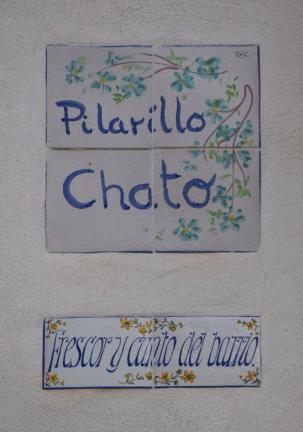 Pilarillo
Chato
frescor y canto del barrio